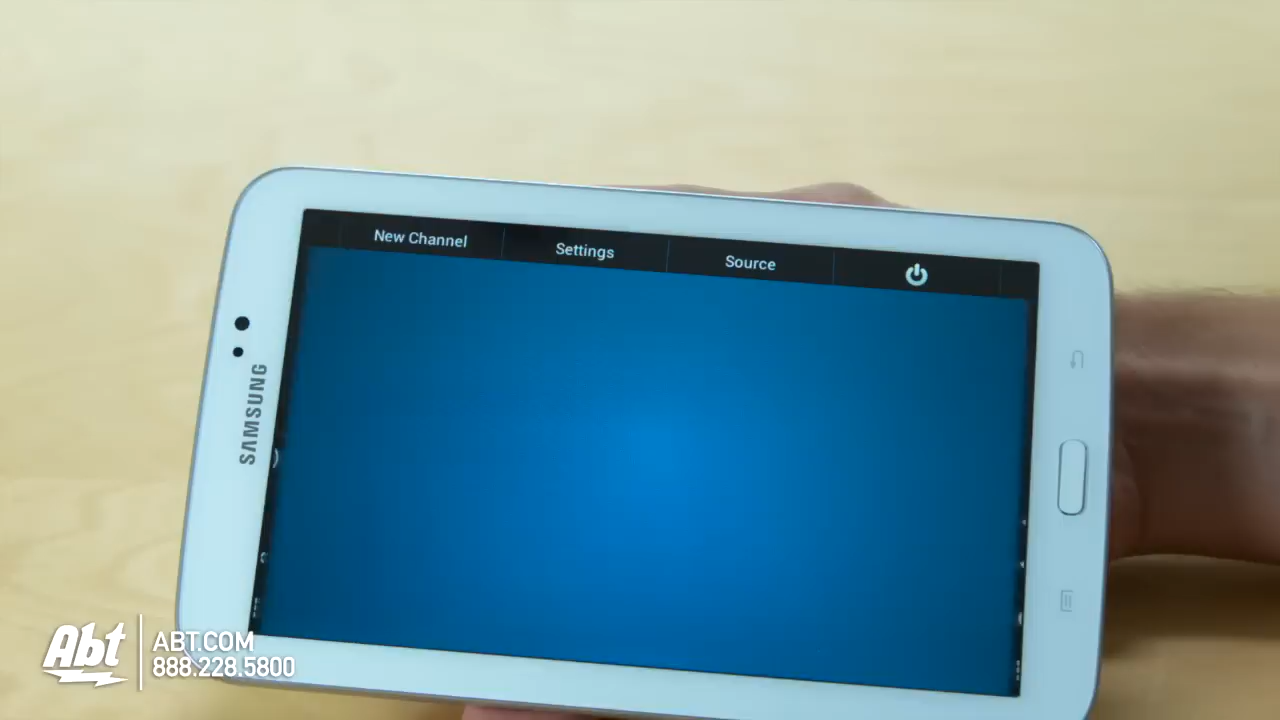 New Channel
Settings
Source
SAMSUNG
Abt
ABT.COM
888.228.5800